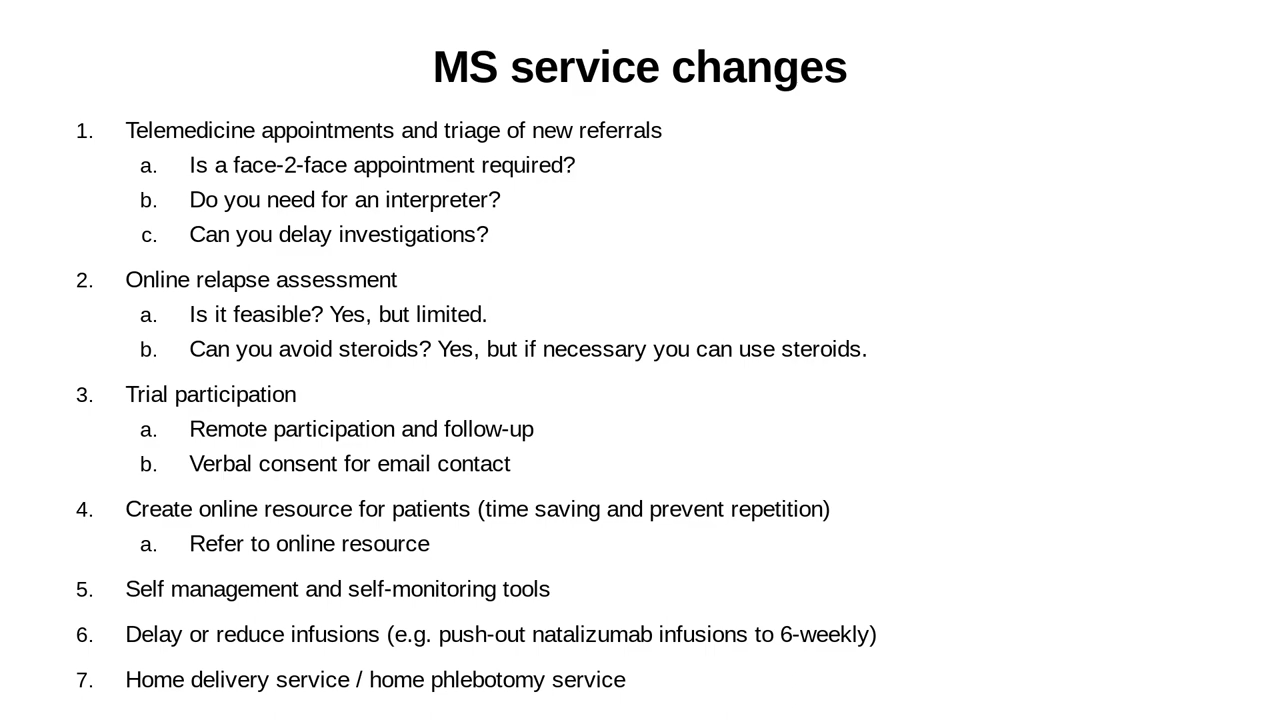 MS service changes
1. Telemedicine appointments and triage of new referrals
a. Is a face-2-face appointment required?
b. Do you need for an interpreter?
c. Can you delay investigations?
2. Online relapse assessment
a. Is it feasible? Yes, but limited.
b. Can you avoid steroids? Yes, but if necessary you can use steroids.
3. Trial participation
a. Remote participation and follow-up
b. Verbal consent for email contact
4. Create online resource for patients (time saving and prevent repetition)
a. Refer to online resource
5. Self management and self-monitoring tools
6. Delay or reduce infusions (e.g. push-out natalizumab infusions to 6-weekly)
7. Home delivery service / home phlebotomy service